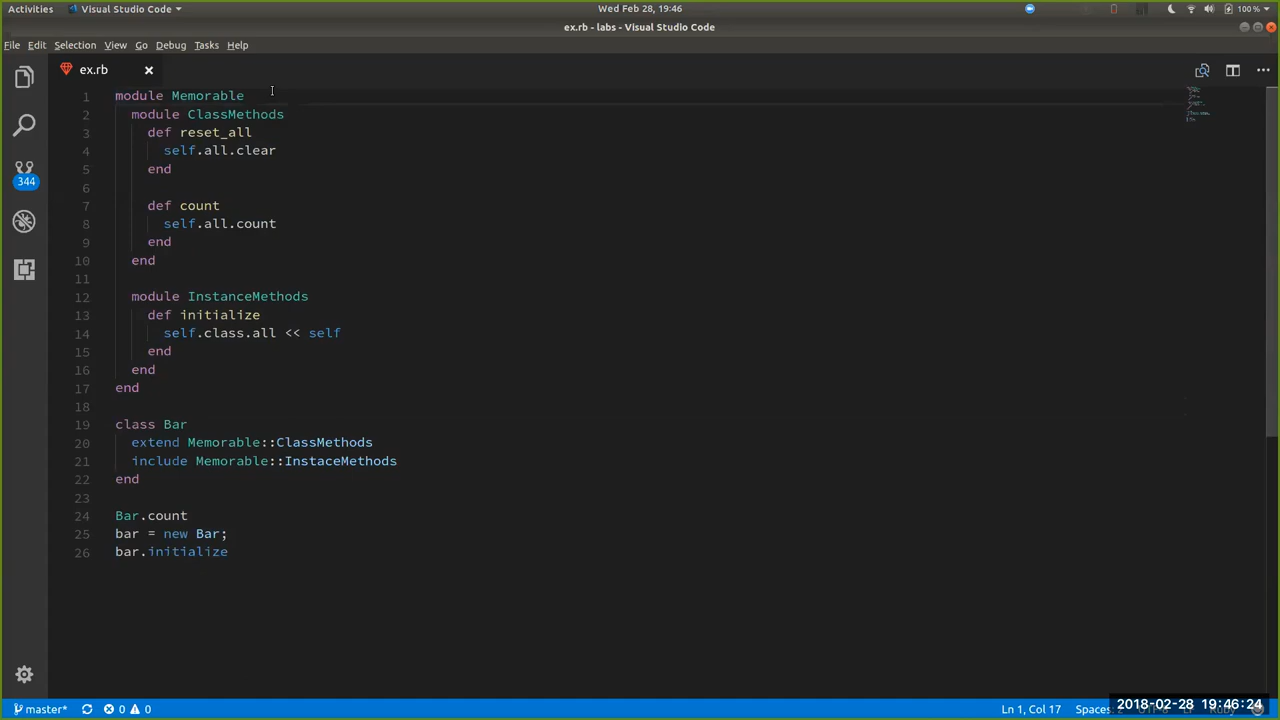 Activities Visual Studio Code Wed Feb 28, 19:46 100%
ex.rb - labs - Visual Studio Code
File Edit Selection View Go Debug Tasks Help
ex.rb
1 module Memorable
2 module ClassMethods
3 def reset_all
4 self.all.clear
5 end
6
7 def count
8 self.all.count
9 end
10 end
11
12 module InstanceMethods
13 def initialize
14 self.class.all << self
15 end
16 end
17 end
18
19 class Bar
20 extend Memorable::ClassMethods
21 include Memorable::InstaceMethods
22 end
23
24 Bar.count
25 bar = new Bar;
26 bar.initialize
344
master* 0 0 Ln 1, Col 17 Spaces:
2018-02-28 19:46:24